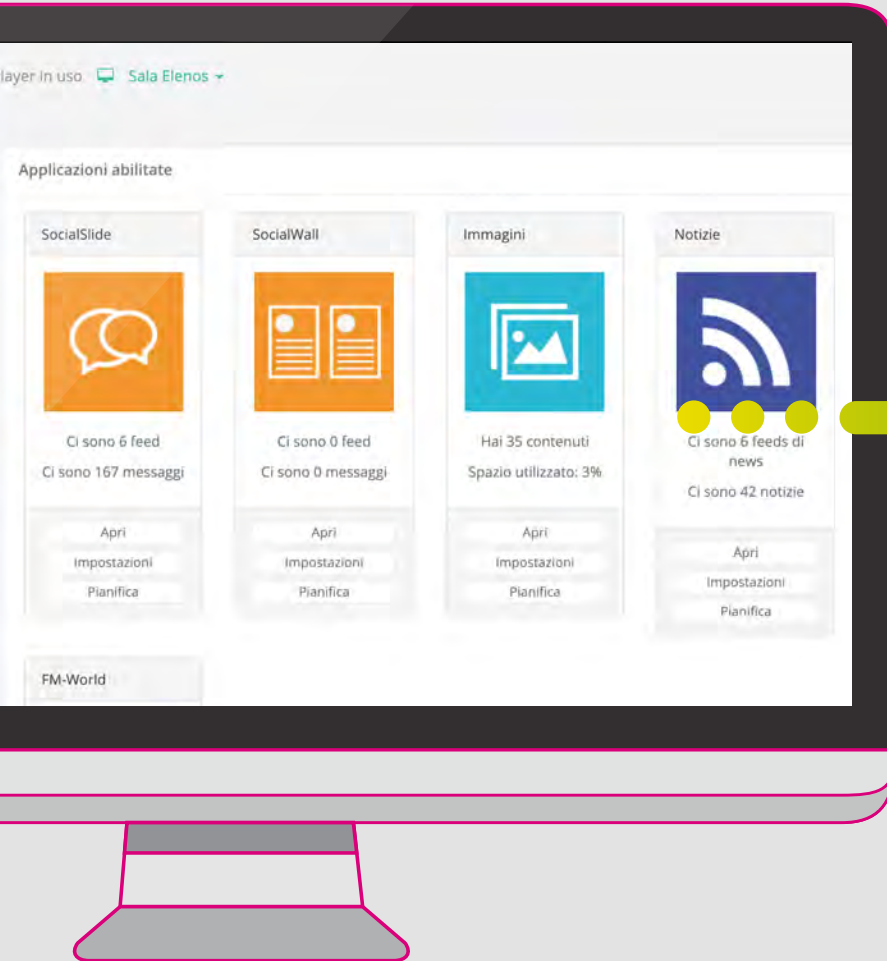 layer in uso Sala Elenos
Applicazioni abilitate
SocialSlide
Ci sono 6 feed
Ci sono 167 messaggi
Apri
Impostazioni
Pianifica
SocialWall
Ci sono 0 feed
Ci sono 0 messaggi
Apri
Impostazioni
Pianifica
Immagini
Hai 35 contenuti
Spazio utilizzato: 3%
Apri
Impostazioni
Pianifica
Notizie
Ci sono 6 feeds di
news
Ci sono 42 notizie
Apri
Impostazioni
Pianifica
FM-World